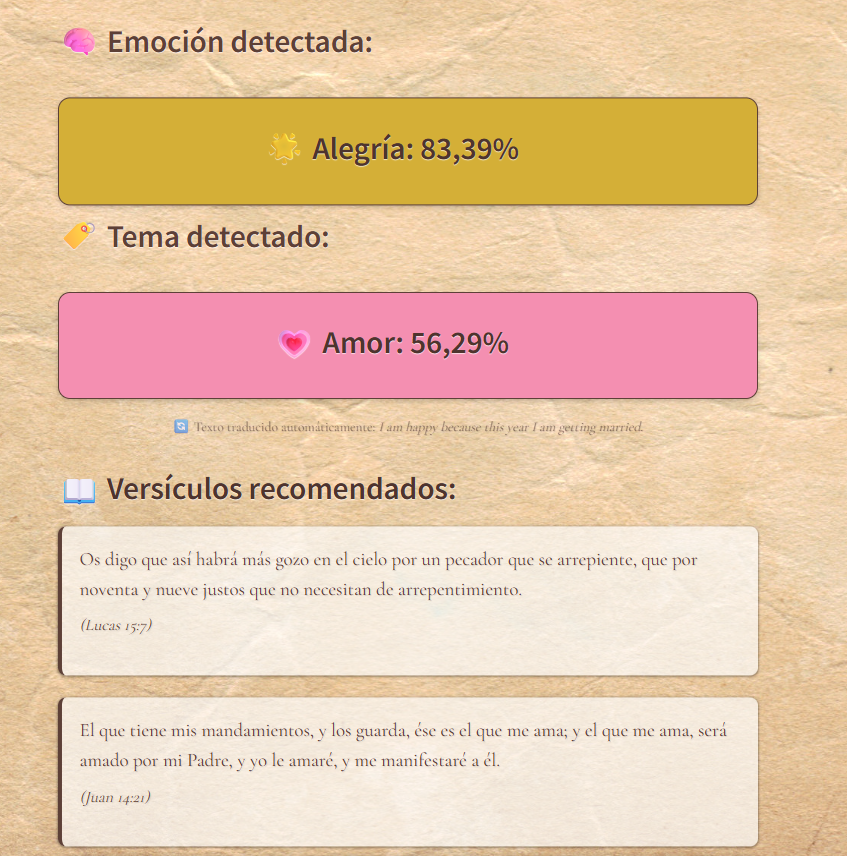 Emoción detectada:
Alegría: 83,39%
Tema detectado:
Amor: 56,29%
Texto traducido automáticamente: I am happy because this year I am getting married.
Versículos recomendados:
Os digo que así habrá más gozo en el cielo por un pecador que se arrepiente, que por
noventa y nueve justos que no necesitan de arrepentimiento.
(Lucas 15:7)
El que tiene mis mandamientos, y los guarda, ése es el que me ama; y el que me ama, será
amado por mi Padre, y yo le amaré, y me manifestaré a él.
(Juan 14:21)